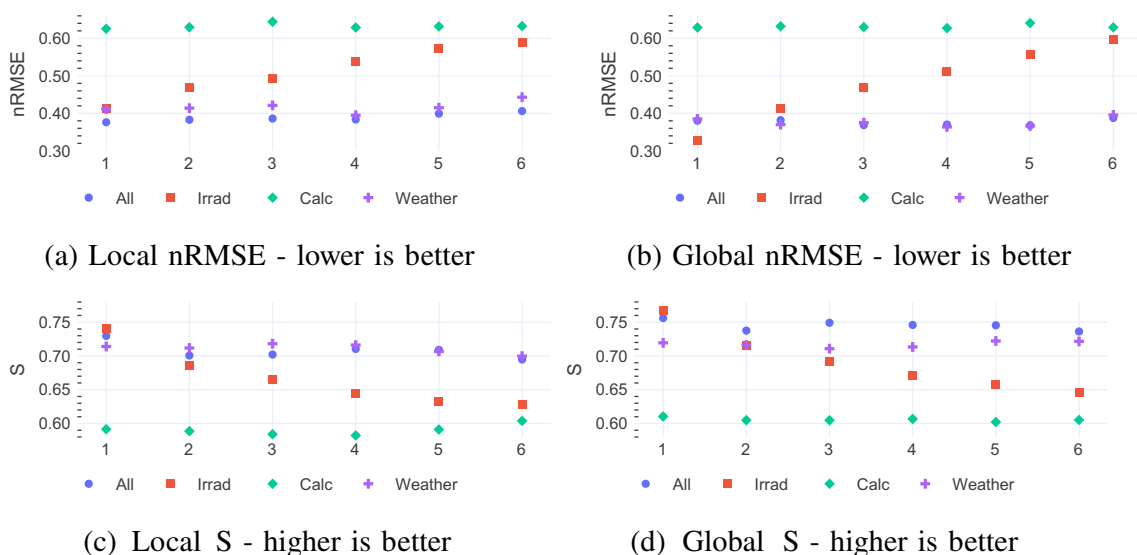 0.60
0.50
0.40
0.30
nRMSE
1 2 3 4 5 6
All Irrad Calc Weather
(a) Local nRMSE - lower is better
0.60
0.50
0.40
0.30
nRMSE
1 2 3 4 5 6
All Irrad Calc Weather
(b) Global nRMSE - lower is better
0.75
0.70
0.65
0.60
S
1 2 3 4 5 6
All Irrad Calc Weather
(c) Local S - higher is better
0.75
0.70
0.65
0.60
S
1 2 3 4 5 6
All Irrad Calc Weather
(d) Global S - higher is better